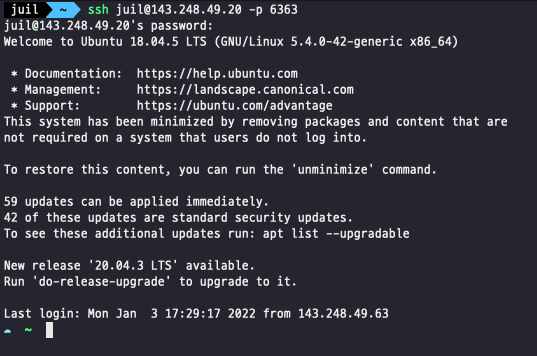 juil ~ ssh juil@143.248.49.20 -p 6363
juil@143.248.49.20's password:
Welcome to Ubuntu 18.04.5 LTS (GNU/Linux 5.4.0-42-generic x86_64)
* Documentation:  https://help.ubuntu.com
* Management:     https://landscape.canonical.com
* Support:        https://ubuntu.com/advantage
This system has been minimized by removing packages and content that are
not required on a system that users do not log into.
To restore this content, you can run the 'unminimize' command.
59 updates can be applied immediately.
42 of these updates are standard security updates.
To see these additional updates run: apt list --upgradable
New release '20.04.3 LTS' available.
Run 'do-release-upgrade' to upgrade to it.
Last login: Mon Jan  3 17:29:17 2022 from 143.248.49.63
~